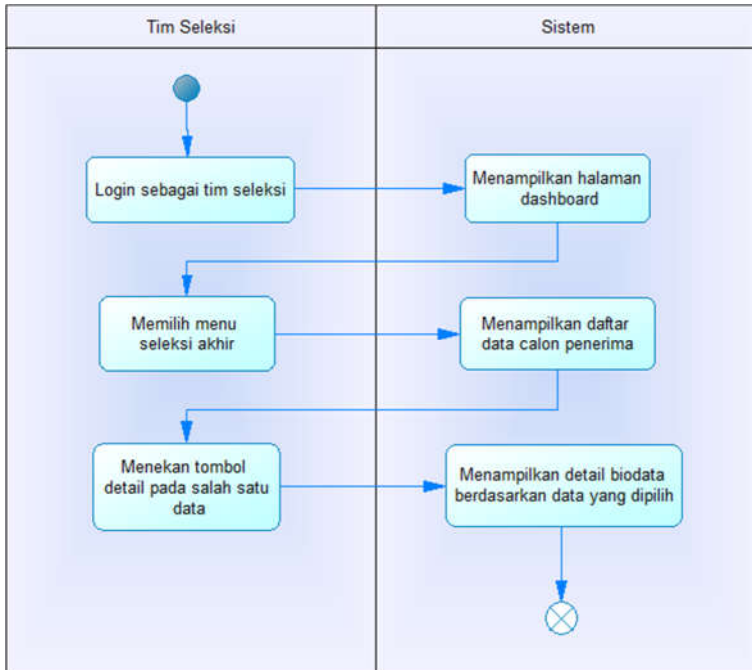 Tim Seleksi
Sistem
Login sebagai tim seleksi
Menampilkan halaman
dashboard
Memilih menu
seleksi akhir
Menampilkan daftar
data calon penerima
Menekan tombol
detail pada salah satu
data
Menampilkan detail biodata
berdasarkan data yang dipilih